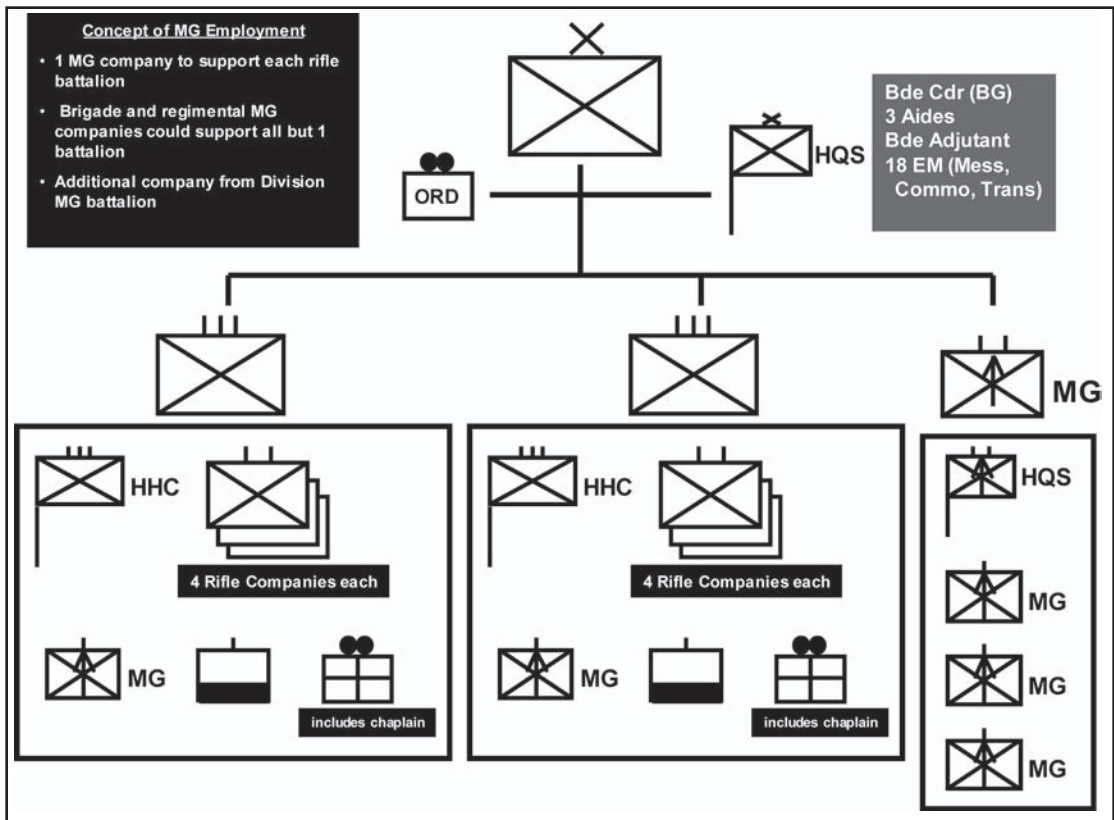 Concept of MG Employment
• 1 MG company to support each rifle
battalion
• Brigade and regimental MG
companies could support all but 1
battalion
• Additional company from Division
MG battalion
ORD
HQS
Bde Cdr (BG)
3 Aides
Bde Adjutant
18 EM (Mess,
Commo, Trans)
MG
HHC
4 Rifle Companies each
MG
includes chaplain
HHC
4 Rifle Companies each
MG
includes chaplain
HQS
MG
MG
MG